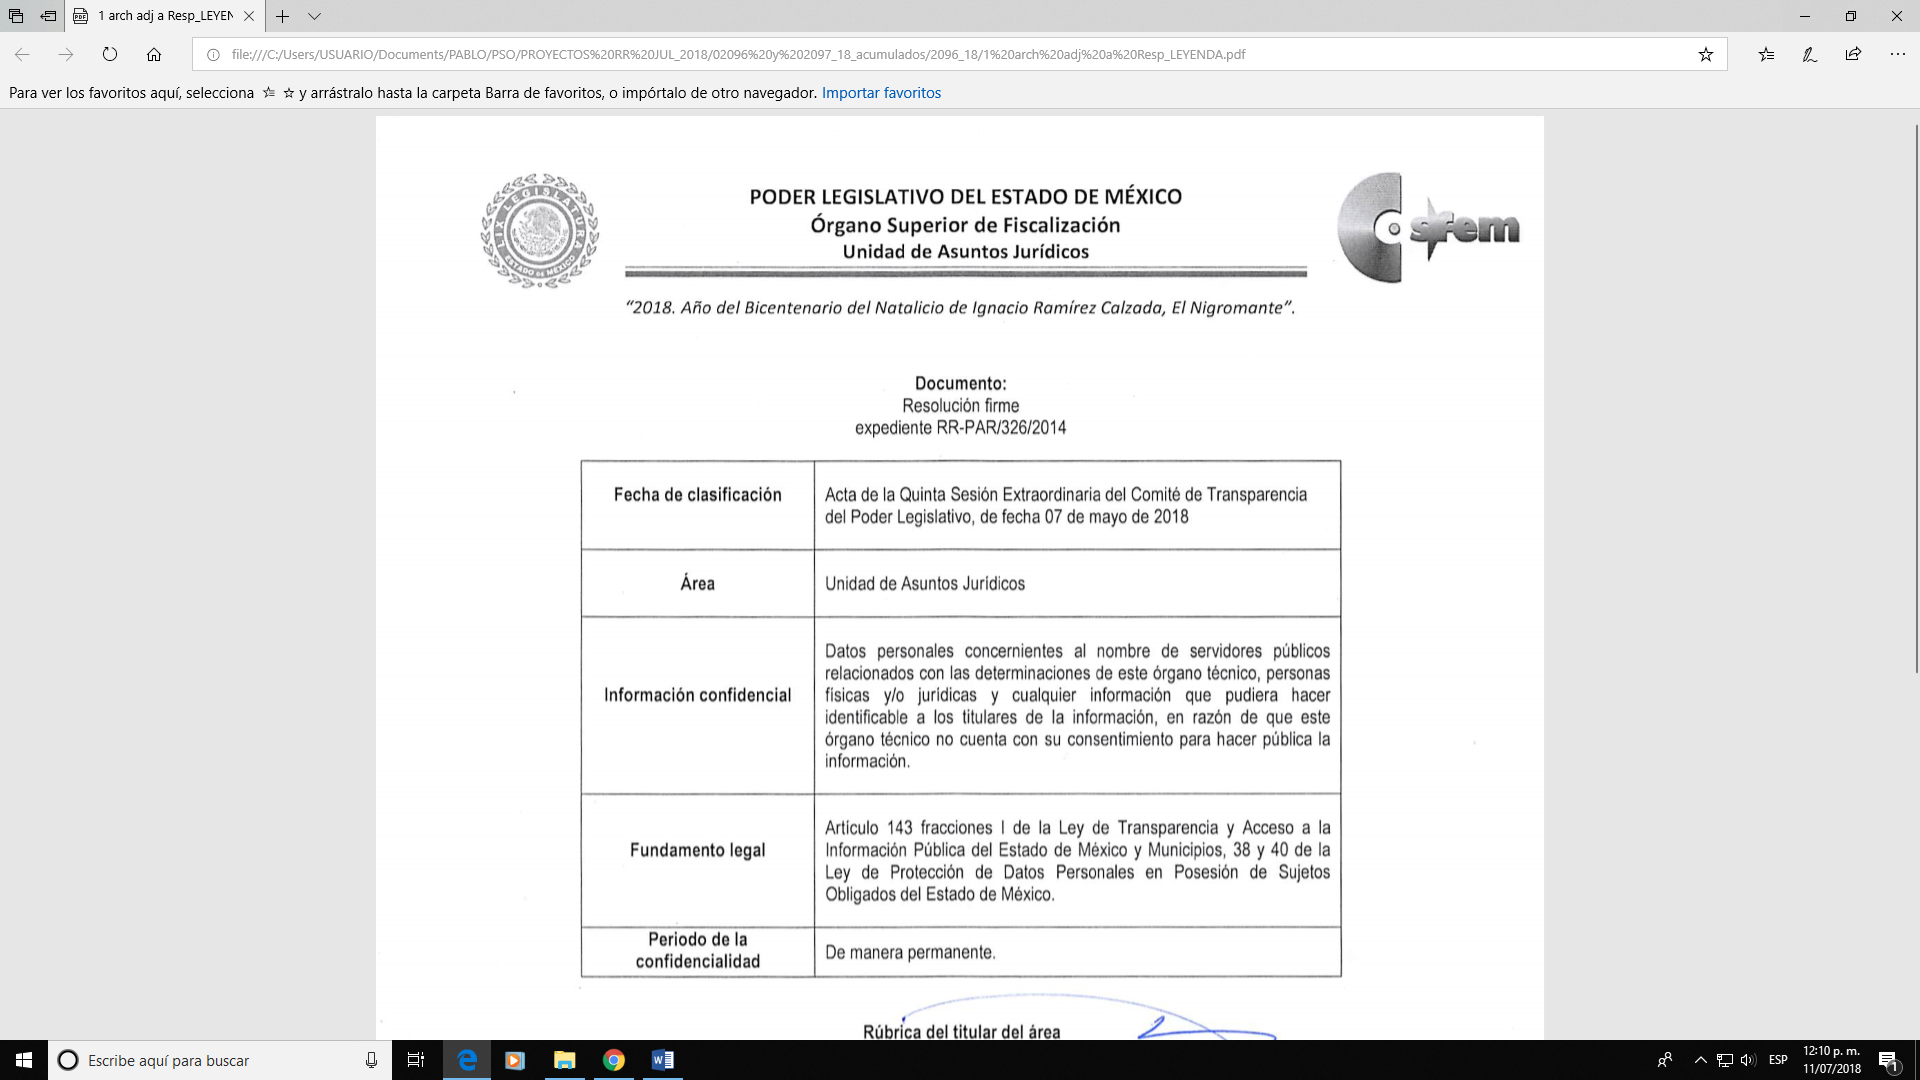 1 arch adj a Resp_LEYEN
file:///C:/Users/USUARIO/Documents/PABLO/PSO/PROYECTOS%20RR%20JUL_2018/02096%20y%202097_18_acumulados/2096_18/1%20arch%20adj%20a%20Resp_LEYENDA.pdf
Para ver los favoritos aquí, selecciona y arrástralo hasta la carpeta Barra de favoritos, o impórtalo de otro navegador. Importar favoritos
LIX LEGISLATURA
ESTADO DE MÉXICO
PODER LEGISLATIVO DEL ESTADO DE MÉXICO
Órgano Superior de Fiscalización
Unidad de Asuntos Jurídicos
osfem
“2018. Año del Bicentenario del Natalicio de Ignacio Ramírez Calzada, El Nigromante”.
Documento:
Resolución firme
expediente RR-PAR/326/2014
Fecha de clasificación
Acta de la Quinta Sesión Extraordinaria del Comité de Transparencia
del Poder Legislativo, de fecha 07 de mayo de 2018
Área
Unidad de Asuntos Jurídicos
Información confidencial
Datos personales concernientes al nombre de servidores públicos
relacionados con las determinaciones de este órgano técnico, personas
físicas y/o jurídicas y cualquier información que pudiera hacer
identificable a los titulares de la información, en razón de que este
órgano técnico no cuenta con su consentimiento para hacer pública la
información.
Fundamento legal
Artículo 143 fracciones I de la Ley de Transparencia y Acceso a la
Información Pública del Estado de México y Municipios, 38 y 40 de la
Ley de Protección de Datos Personales en Posesión de Sujetos
Obligados del Estado de México.
Periodo de la
confidencialidad
De manera permanente.
Rúbrica del titular del área
Escribe aquí para buscar
ESP
12:10 p. m.
11/07/2018
1